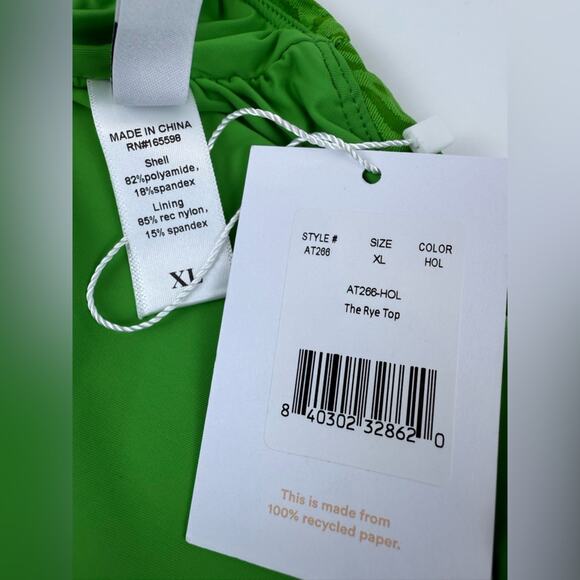 MADE IN CHINA
RN#165598
Shell
82%polyamide,
18%spandex
Lining
85% rec nylon,
15% spandex
XL
STYLE # SIZE COLOR
AT266 XL HOL
AT266-HOL
The Rye Top
8 40302 32862 0
This is made from
100% recycled paper.